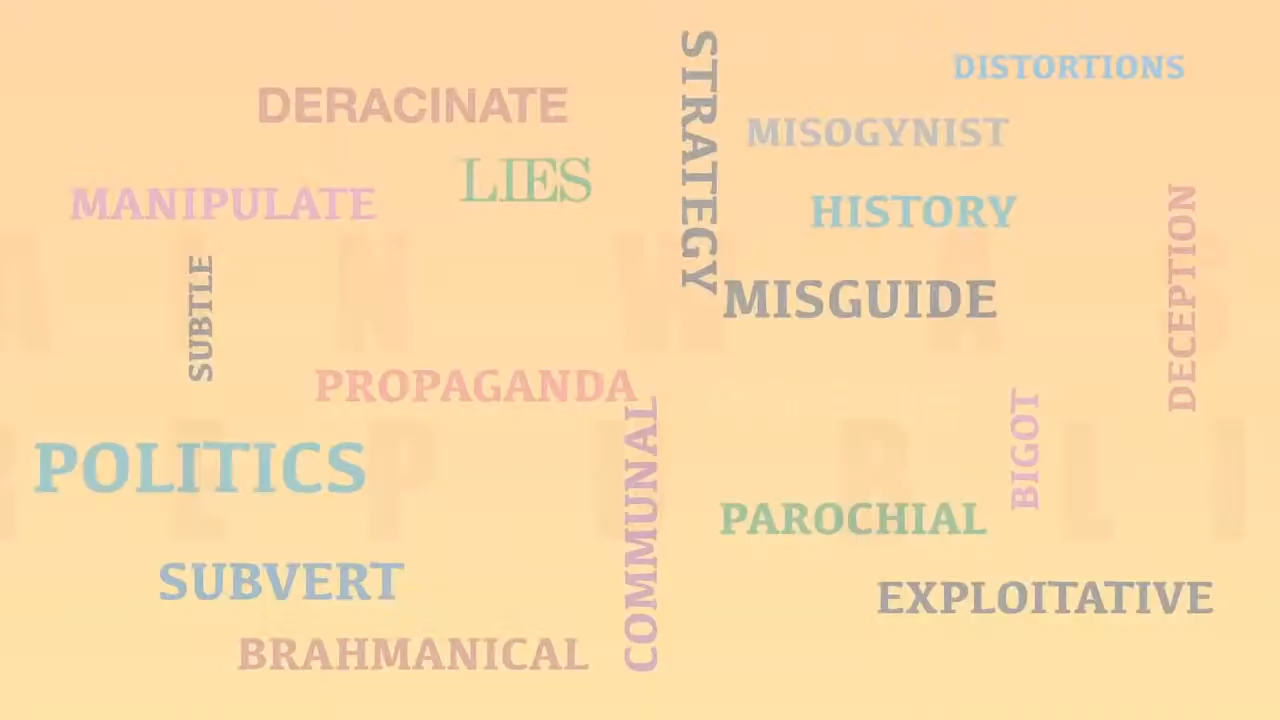 STRATEGY
DISTORTIONS
DERACINATE
MISOGYNIST
LIES
MANIPULATE
HISTORY
DECEPTION
SUBTLE
MISGUIDE
PROPAGANDA
COMMUNAL
BIGOT
POLITICS
PAROCHIAL
SUBVERT
EXPLOITATIVE
BRAHMANICAL